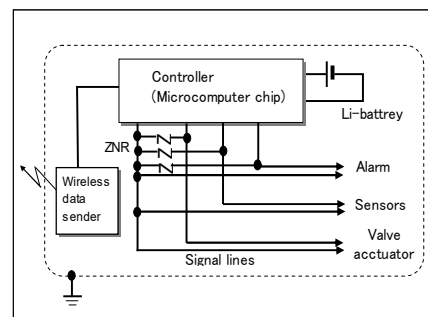 Controller
(Microcomputer chip)
Li-battrey
ZNR
Wireless
data
sender
Alarm
Sensors
Valve
acctuator
Signal lines